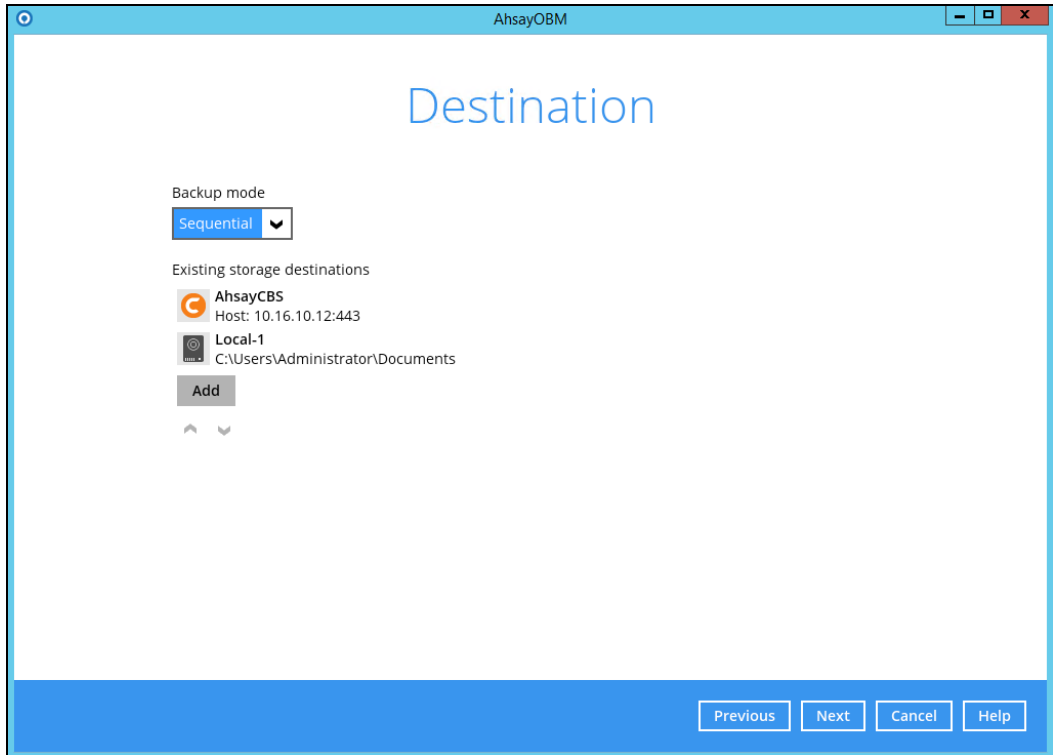 AhsayOBM
Destination
Backup mode
Sequential
Existing storage destinations
AhsayCBS
Host: 10.16.10.12:443
Local-1
C:\Users\Administrator\Documents
Add
Previous Next Cancel Help